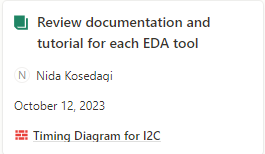 Review documentation and
tutorial for each EDA tool
N Nida Kosedagi
October 12, 2023
Timing Diagram for I2C